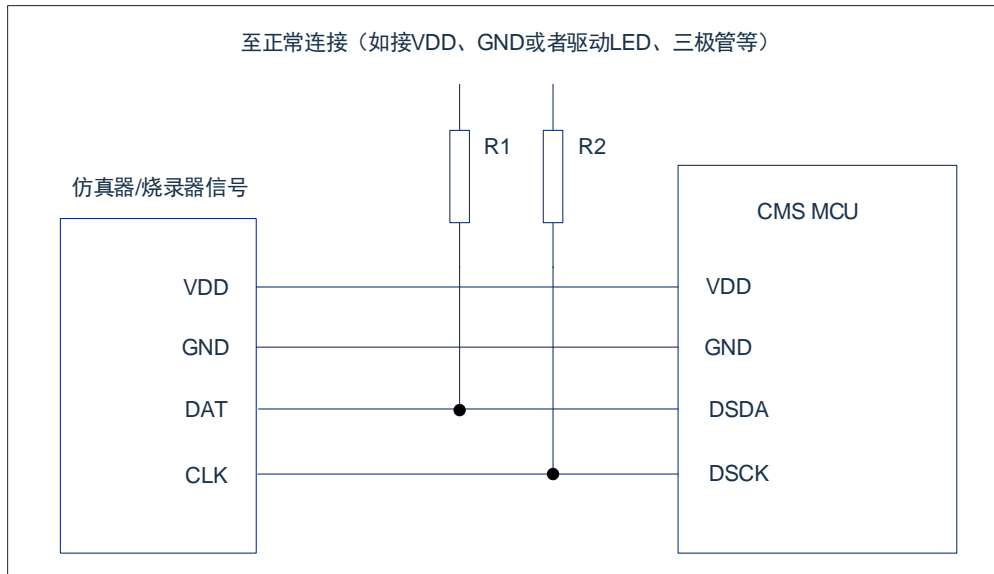 至正常连接（如接VDD、GND或者驱动LED、三极管等）
R1
R2
仿真器/烧录器信号
CMS MCU
VDD
VDD
GND
GND
DAT
DSDA
CLK
DSCK